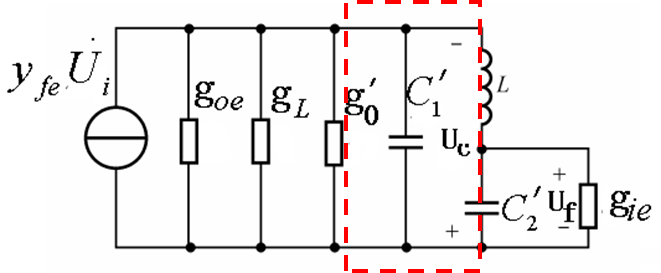 y_fe U̇_i
g_oe
g_L
g_0′
C_1′
−
L
U_c
+
C_2′
+
U_f
−
g_ie